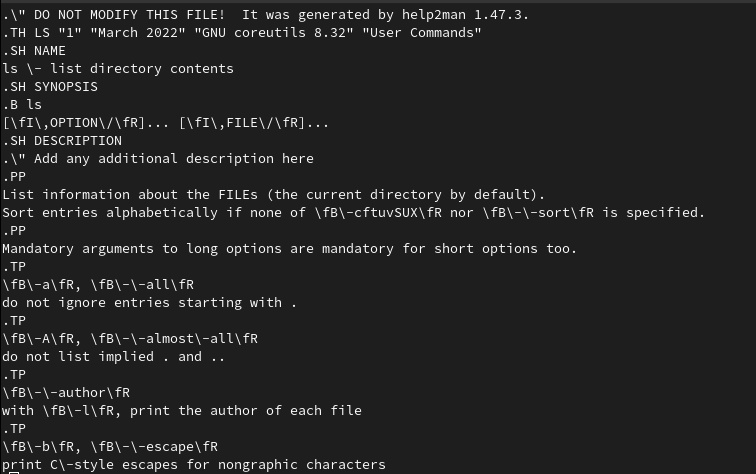 .\" DO NOT MODIFY THIS FILE!  It was generated by help2man 1.47.3.
.TH LS "1" "March 2022" "GNU coreutils 8.32" "User Commands"
.SH NAME
ls \- list directory contents
.SH SYNOPSIS
.B ls
[\fI\,OPTION\/\fR]... [\fI\,FILE\/\fR]...
.SH DESCRIPTION
.\" Add any additional description here
.PP
List information about the FILEs (the current directory by default).
Sort entries alphabetically if none of \fB\-cftuvSUX\fR nor \fB\-\-sort\fR is specified.
.PP
Mandatory arguments to long options are mandatory for short options too.
.TP
\fB\-a\fR, \fB\-\-all\fR
do not ignore entries starting with .
.TP
\fB\-A\fR, \fB\-\-almost\-all\fR
do not list implied . and ..
.TP
\fB\-\-author\fR
with \fB\-l\fR, print the author of each file
.TP
\fB\-b\fR, \fB\-\-escape\fR
print C\-style escapes for nongraphic characters